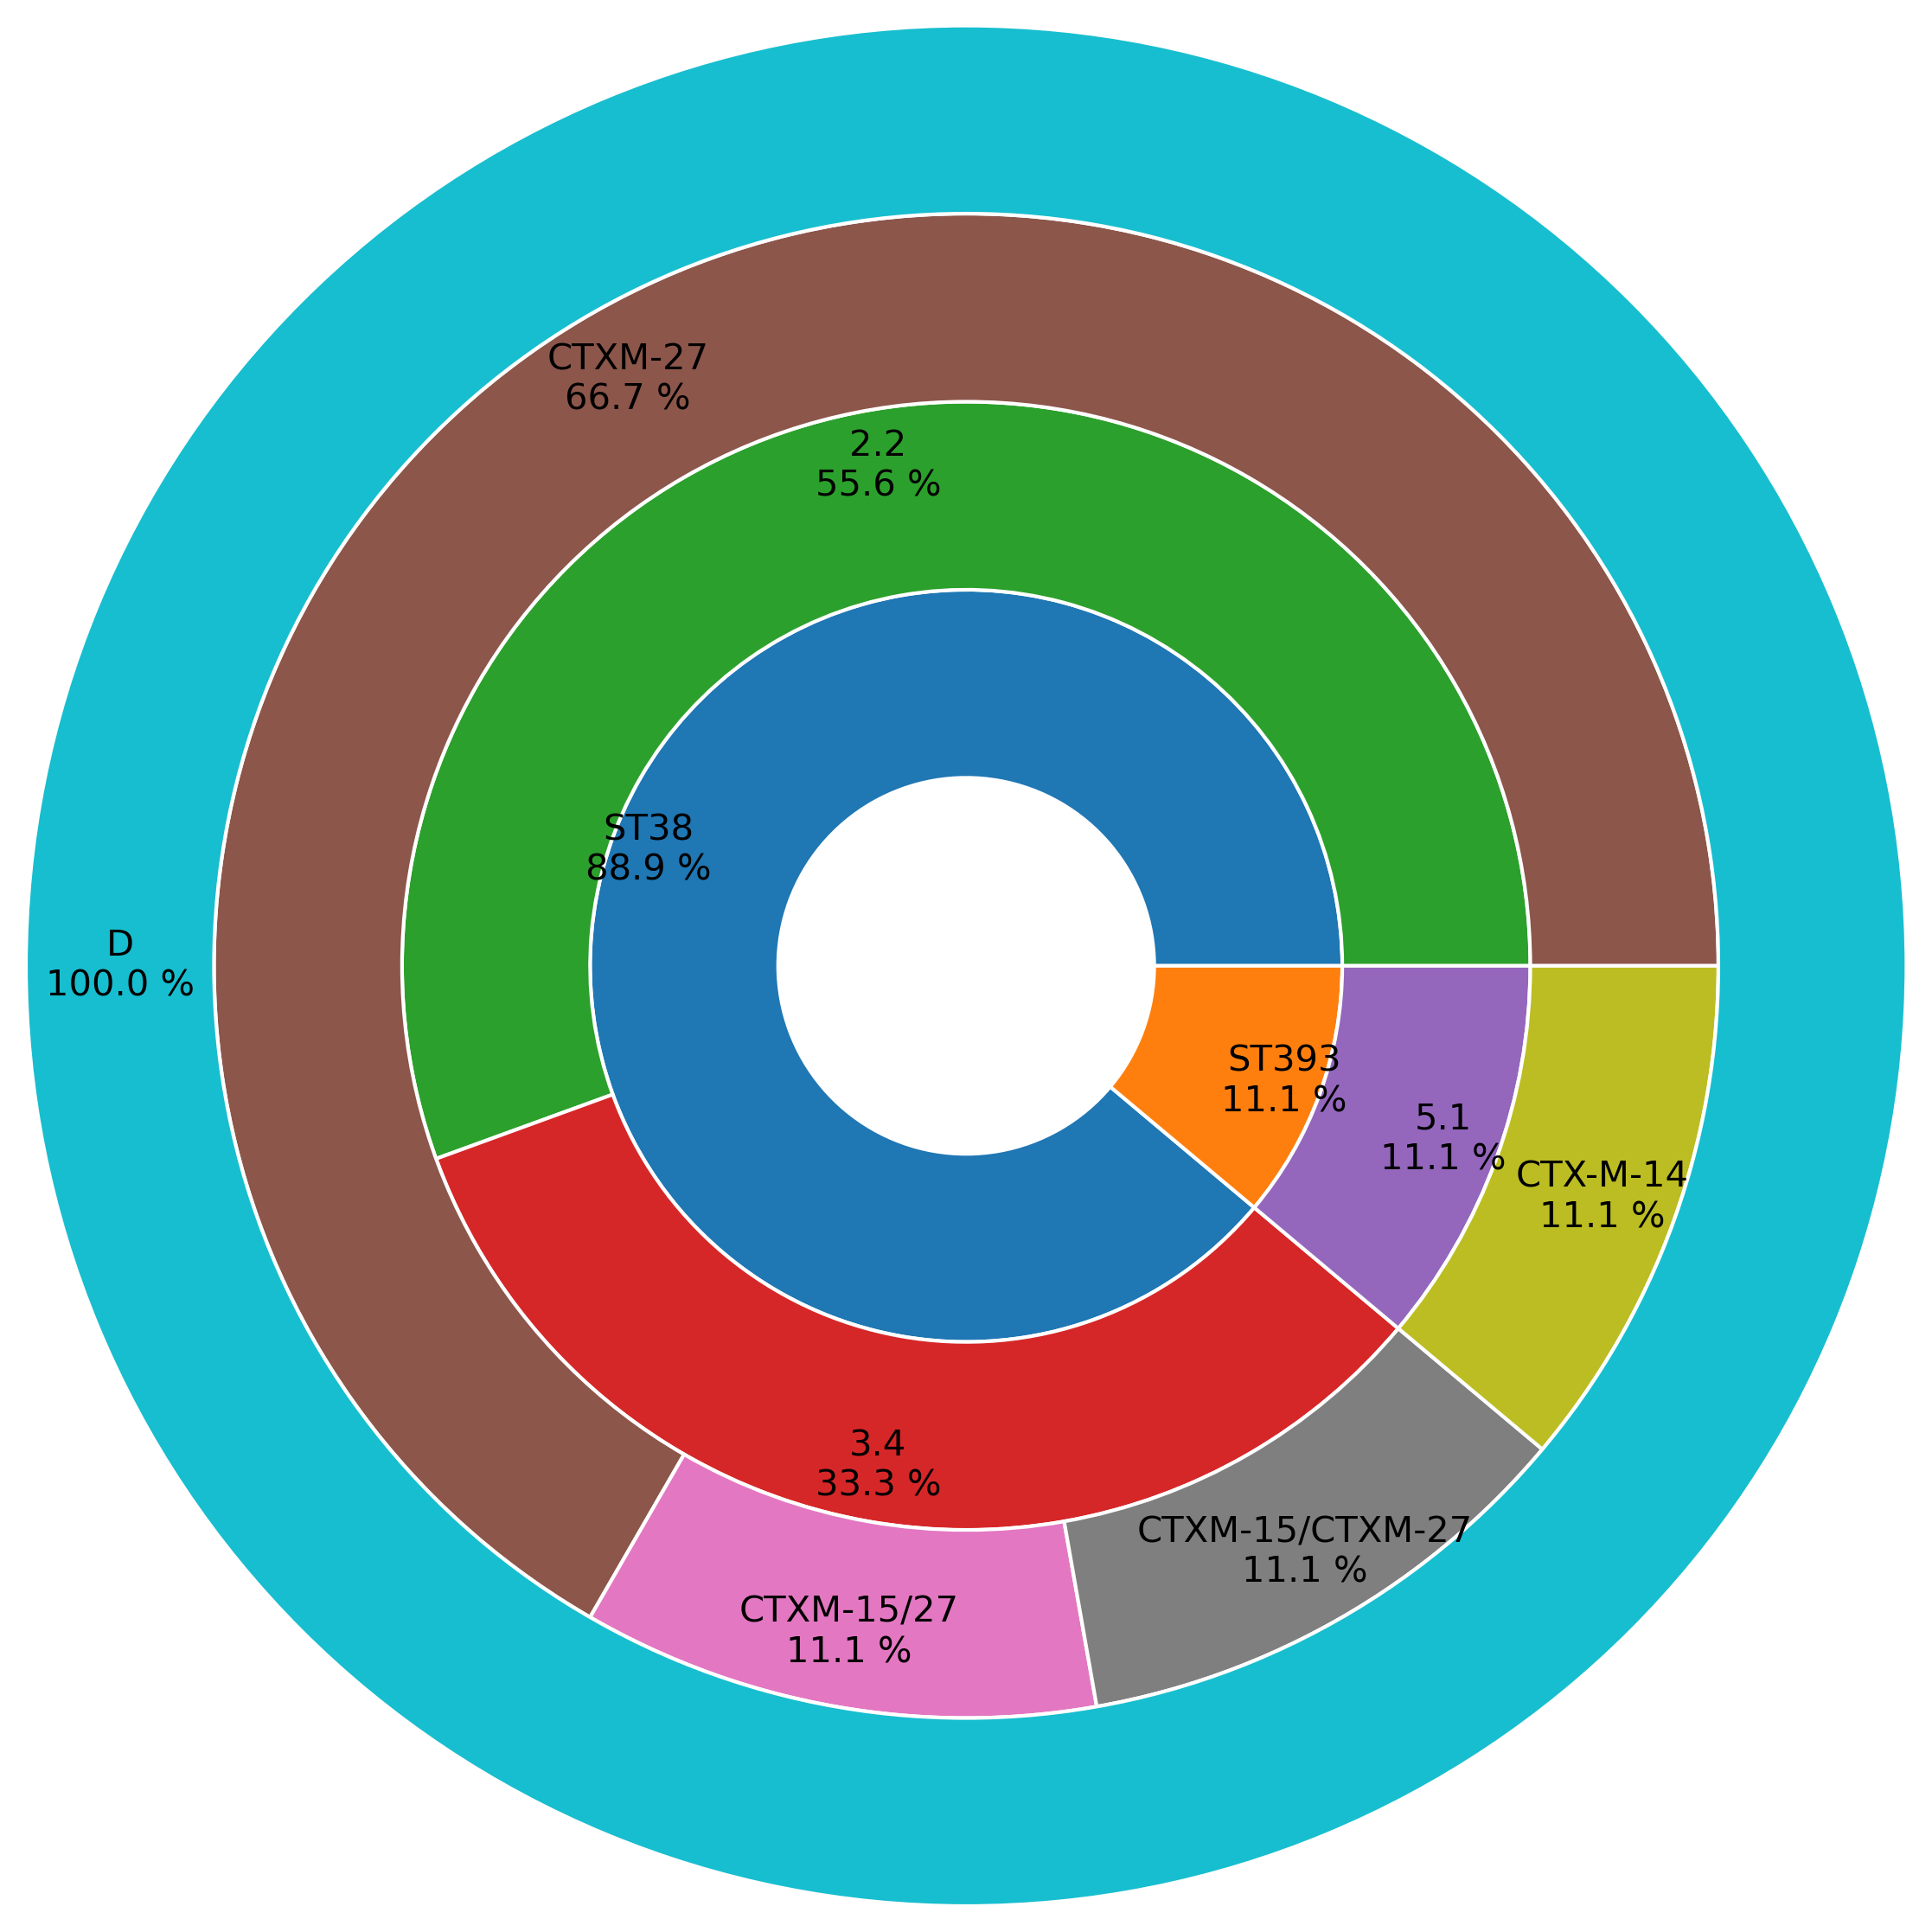 CTXM-27
66.7 %
2.2
55.6 %
ST38
88.9 %
D
100.0 %
ST393
11.1 %
5.1
11.1 %
CTX-M-14
11.1 %
3.4
33.3 %
CTXM-15/CTXM-27
11.1 %
CTXM-15/27
11.1 %